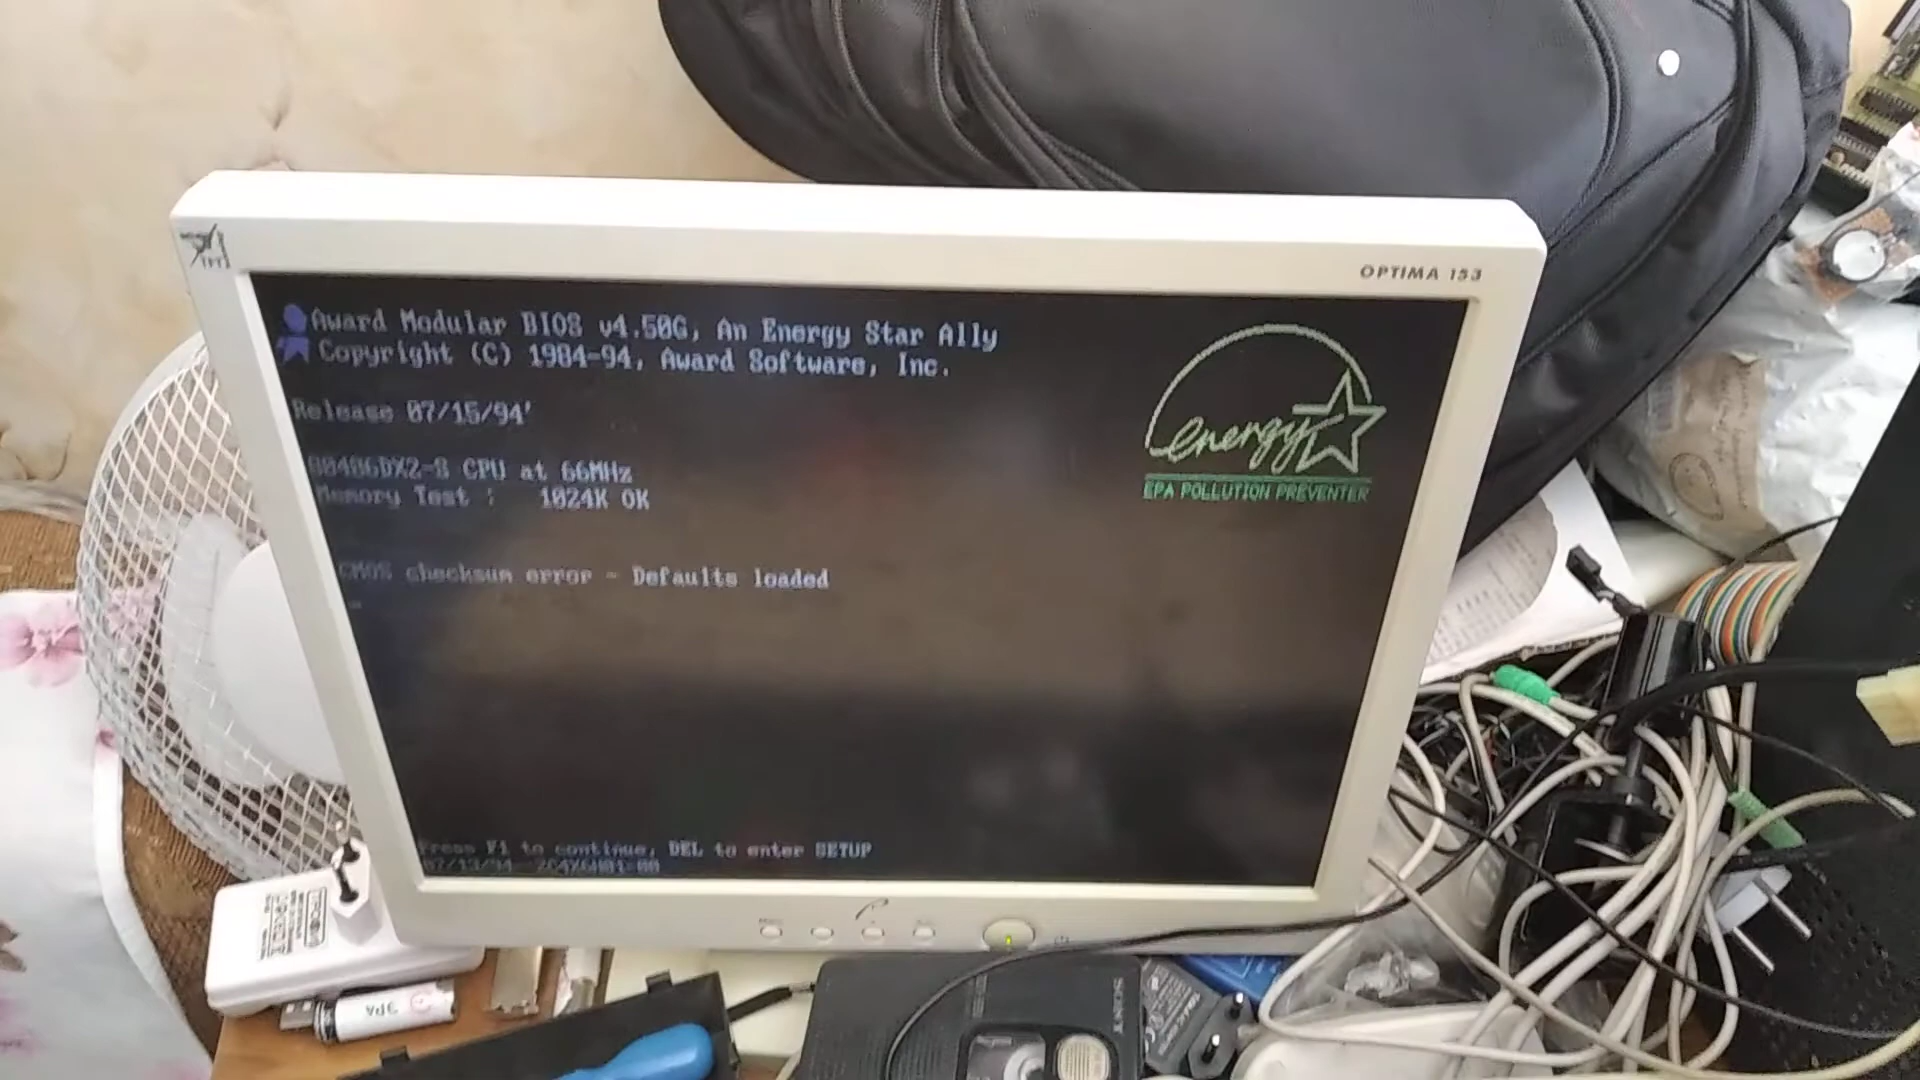 OPTIMA 153
Award Modular BIOS v4.50G, An Energy Star Ally
Copyright (C) 1984-94, Award Software, Inc.
Release 07/15/94'
80486DX2-S CPU at 66MHz
Memory Test : 1024K OK
energy
EPA POLLUTION PREVENTER
CMOS checksum error - Defaults loaded
Press F1 to continue, DEL to enter SETUP
SONY
ЭРА